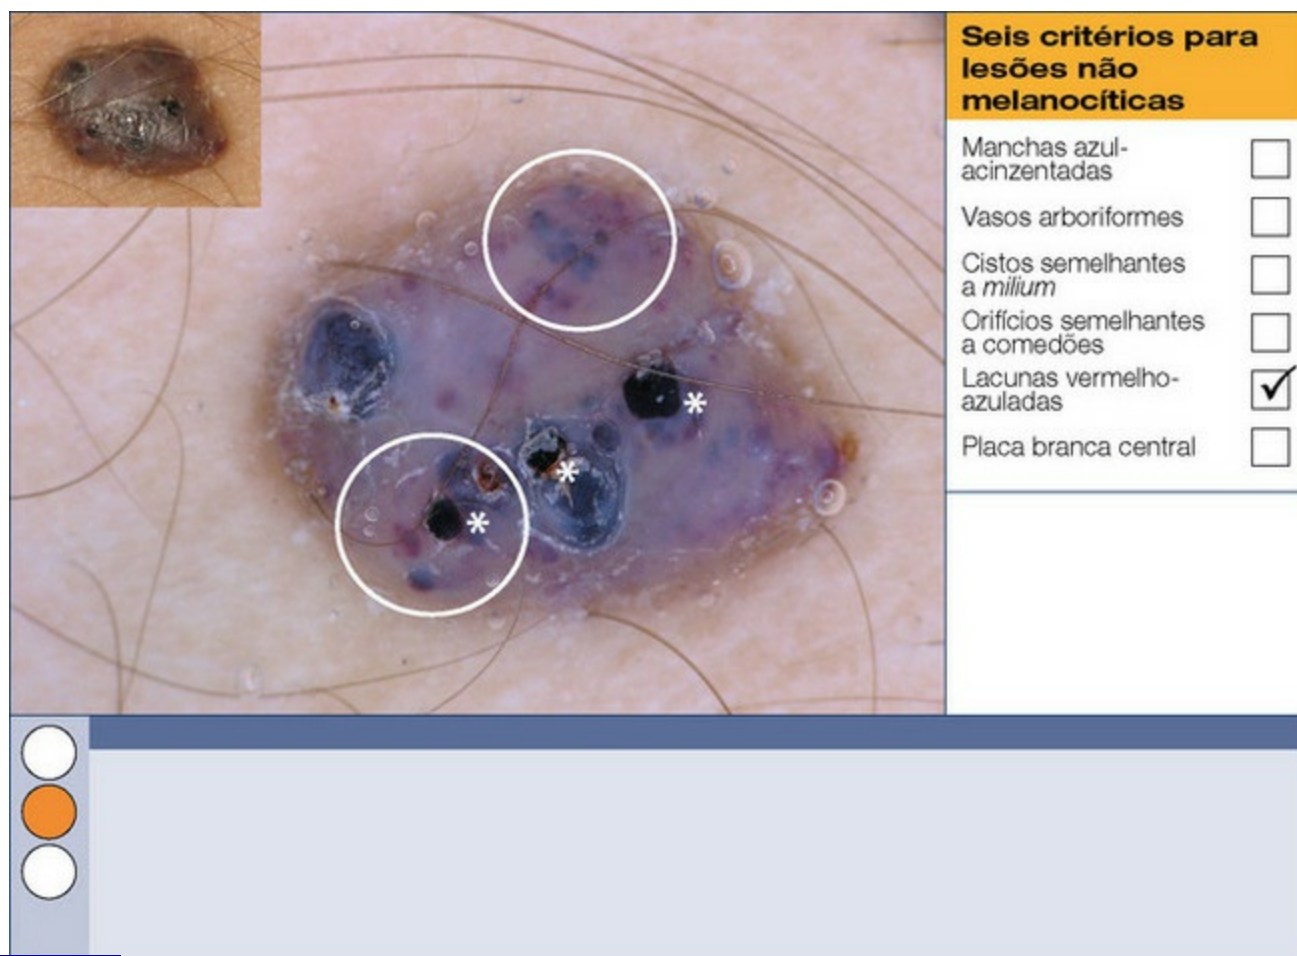 Seis critérios para
lesões não
melanocíticas
Manchas azul-
acinzentadas
Vasos arboriformes
Cistos semelhantes
a milium
Orifícios semelhantes
a comedões
Lacunas vermelho-
azuladas
Placa branca central
*
*
*